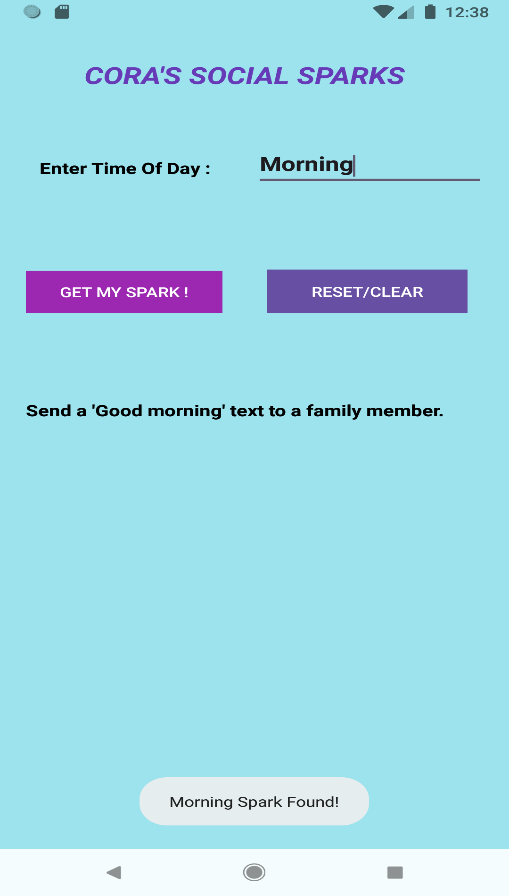 12:38
CORA'S SOCIAL SPARKS
Enter Time Of Day : Morning
GET MY SPARK ! RESET/CLEAR
Send a 'Good morning' text to a family member.
Morning Spark Found!